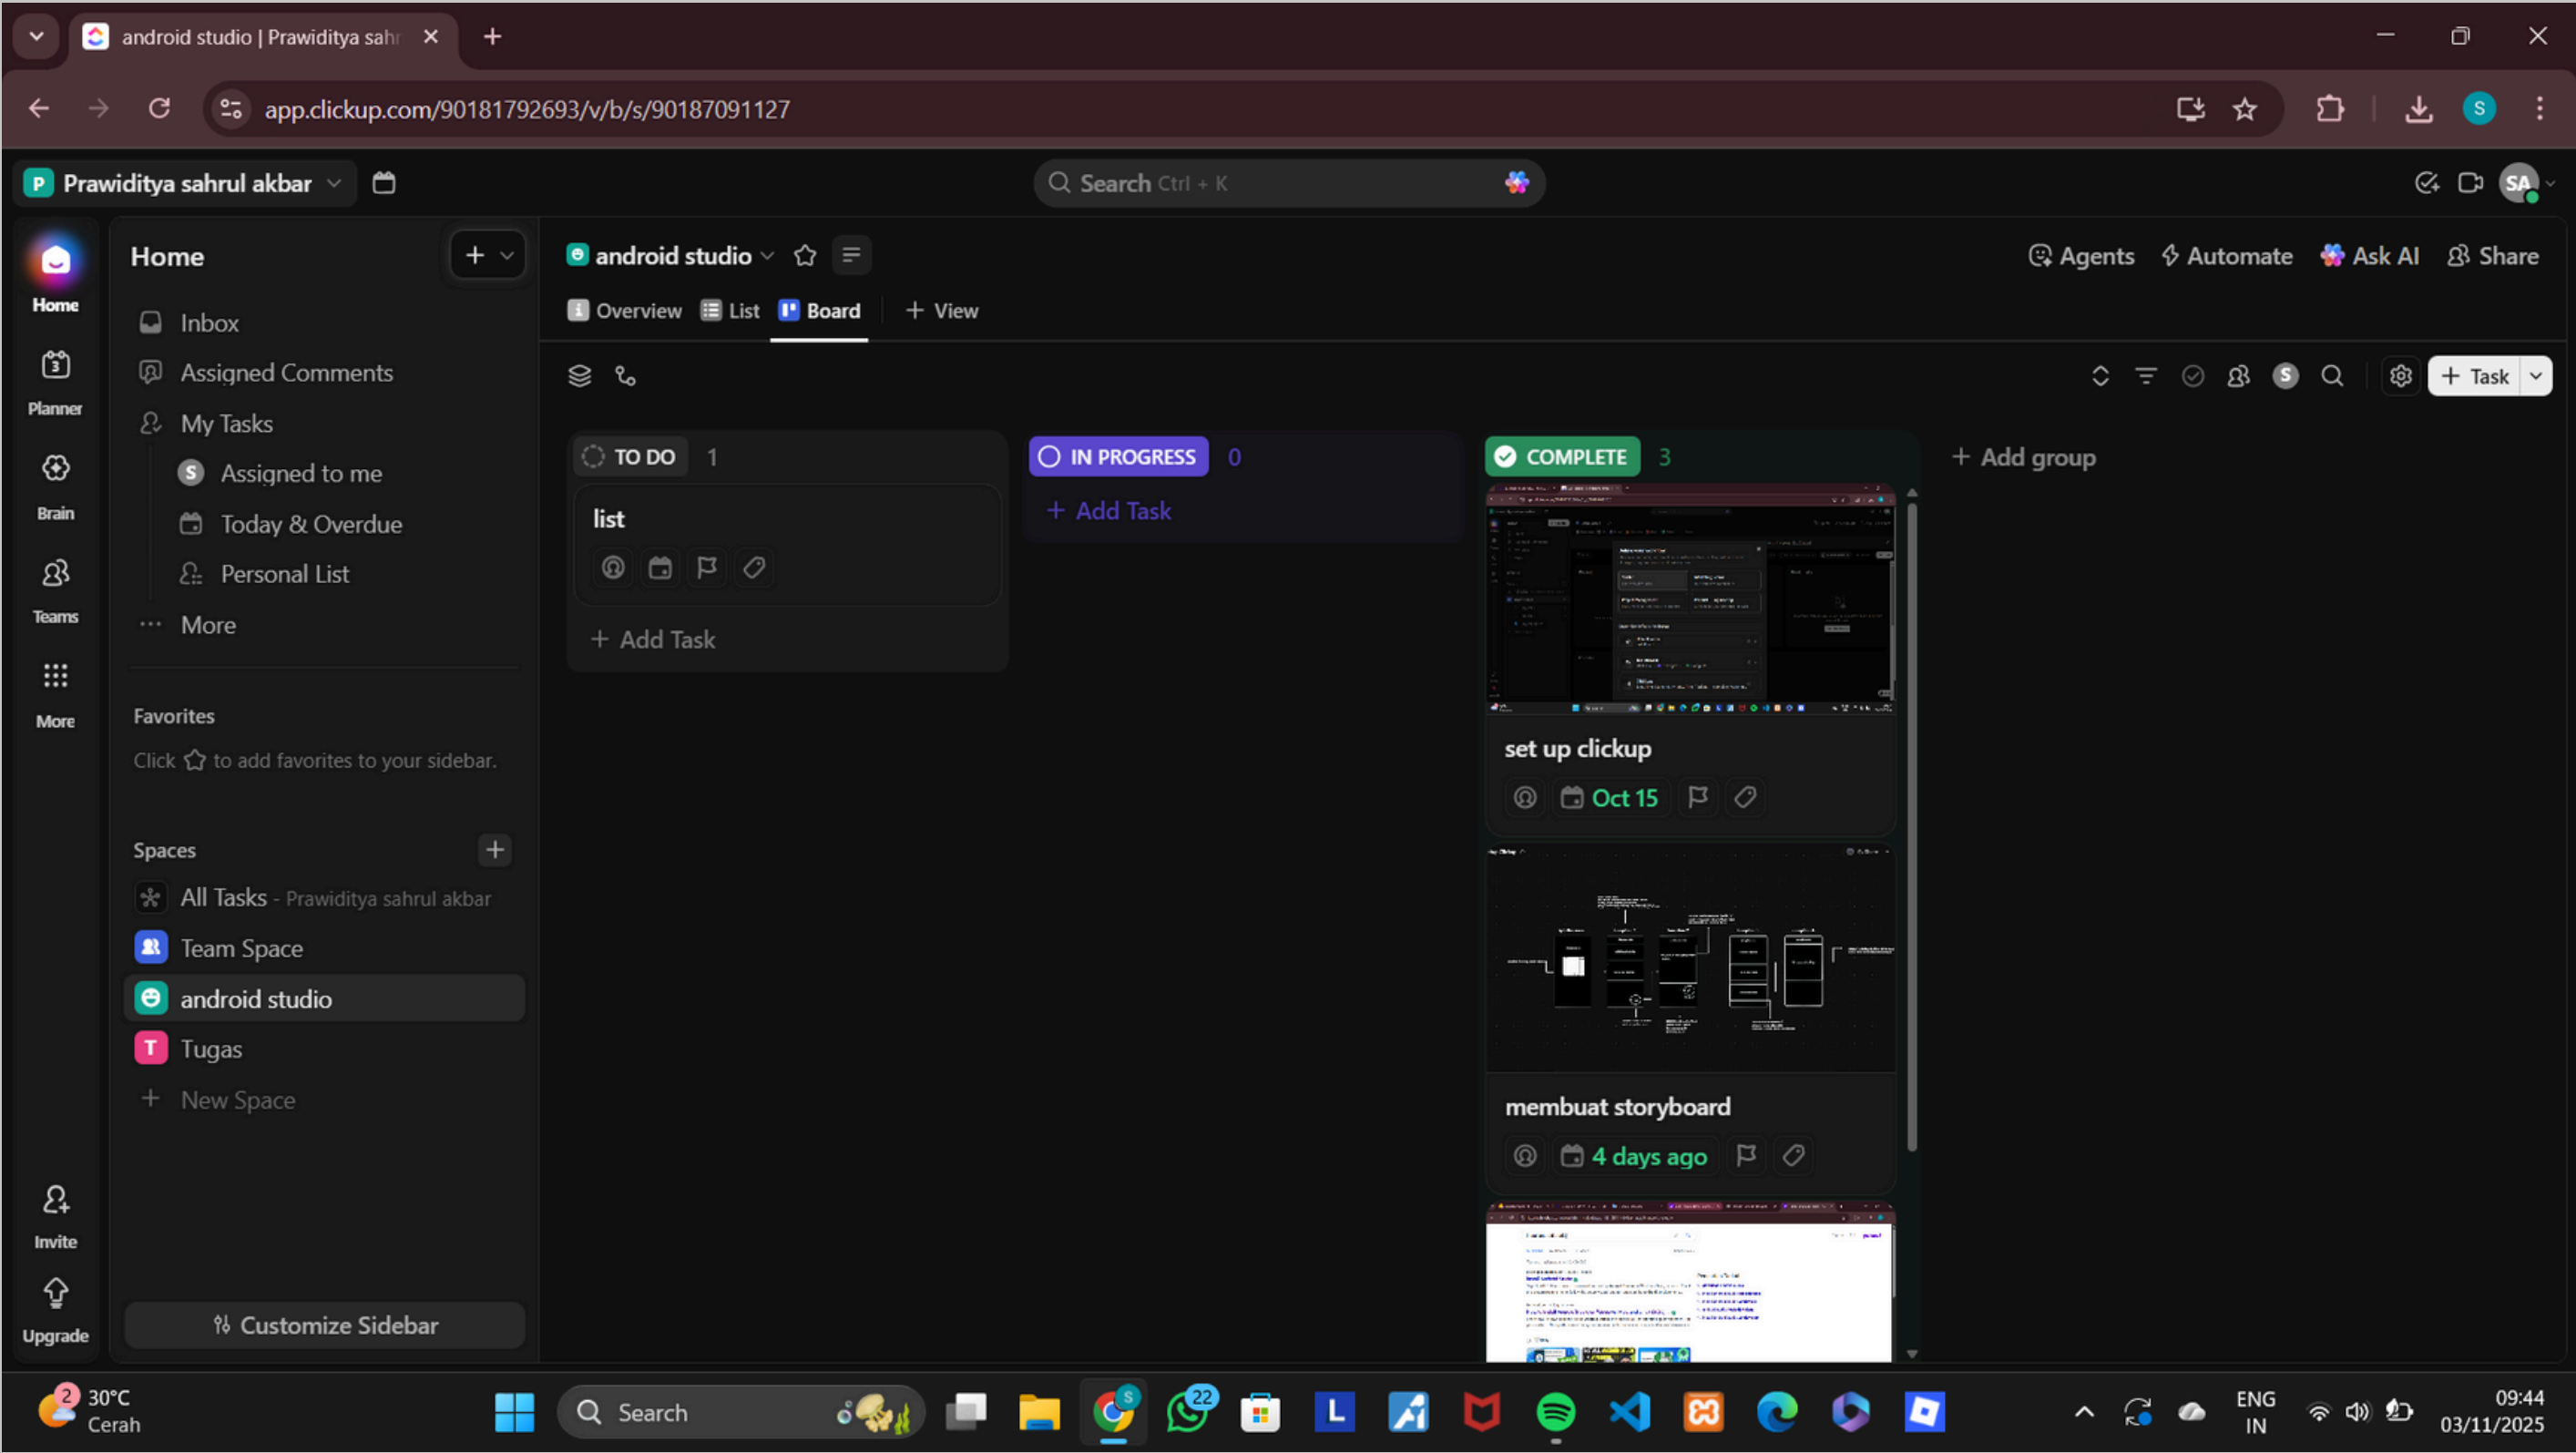 android studio | Prawiditya sahr
app.clickup.com/90181792693/v/b/s/90187091127
S
P Prawiditya sahrul akbar
Search Ctrl + K
SA
Home
Planner
3
Brain
Teams
More
Invite
Upgrade
Home
Inbox
Assigned Comments
My Tasks
S Assigned to me
Today & Overdue
Personal List
More
Favorites
Click to add favorites to your sidebar.
Spaces
All Tasks - Prawiditya sahrul akbar
Team Space
android studio
T Tugas
+ New Space
Customize Sidebar
android studio
Agents Automate Ask AI Share
Overview List Board + View
S
+ Task
TO DO 1
list
+ Add Task
IN PROGRESS 0
+ Add Task
COMPLETE 3
set up clickup
Oct 15
membuat storyboard
4 days ago
+ Add group
2
30°C
Cerah
Search
S
22
L
ENG
IN
09:44
03/11/2025